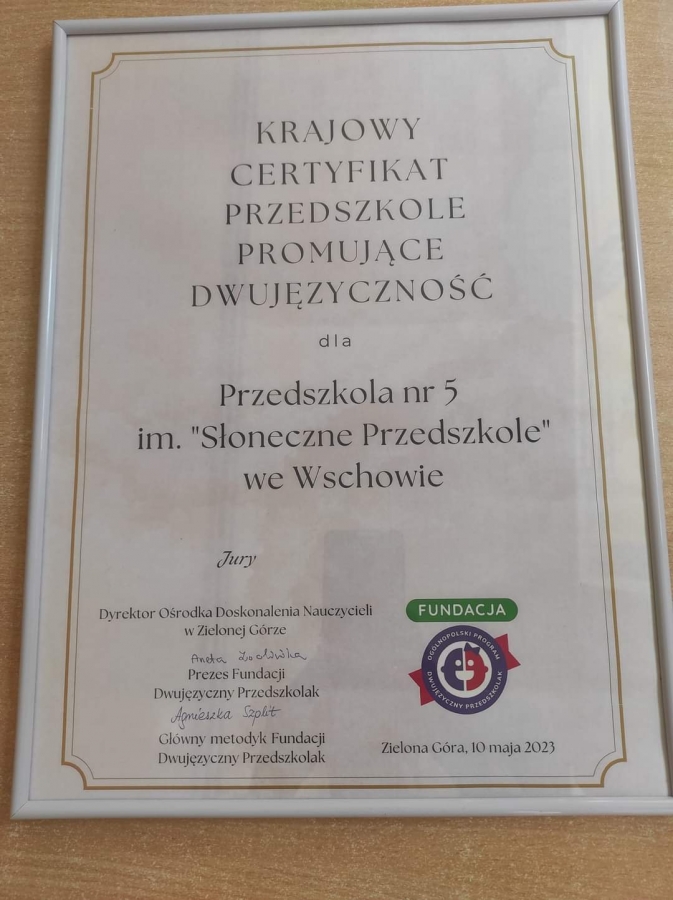 KRAJOWY
CERTYFIKAT
PRZEDSZKOLE
PROMUJĄCE
DWUJĘZYCZNOŚĆ
dla
Przedszkola nr 5
im. "Słoneczne Przedszkole"
we Wschowie
Jury
Dyrektor Ośrodka Doskonalenia Nauczycieli
w Zielonej Górze
Aneta
Prezes Fundacji
Dwujęzyczny Przedszkolak
Agnieszka Szplit
Główny metodyk Fundacji
Dwujęzyczny Przedszkolak
FUNDACJA
OGÓLNOPOLSKI PROGRAM
DWUJĘZYCZNY PRZEDSZKOLAK
Zielona Góra, 10 maja 2023